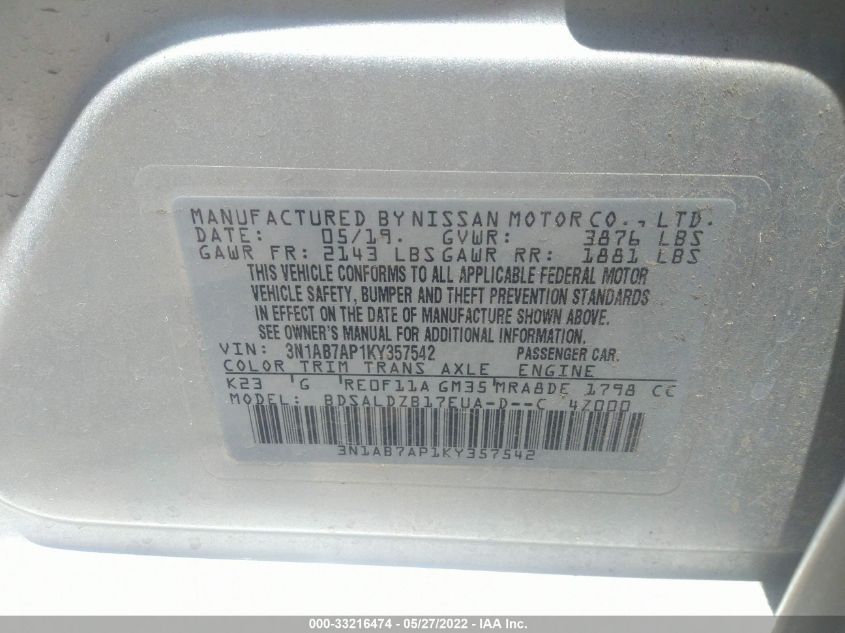 MANUFACTURED BY NISSAN MOTOR CO., LTD.
DATE: 05/19. GVWR: 3876 LBS
GAWR FR: 2143 LBS GAWR RR: 1881 LBS
THIS VEHICLE CONFORMS TO ALL APPLICABLE FEDERAL MOTOR
VEHICLE SAFETY, BUMPER AND THEFT PREVENTION STANDARDS
IN EFFECT ON THE DATE OF MANUFACTURE SHOWN ABOVE.
SEE OWNER'S MANUAL FOR ADDITIONAL INFORMATION.
VIN: 3N1AB7AP1KY357542 PASSENGER CAR.
COLOR TRIM TRANS AXLE ENGINE
K23 'G 'RE0F11A GM35'MRA8DE 1798 CC
MODEL: BDSALDZB17EUA-D--C 47000
3N1AB7AP1KY357542
000-33216474 - 05/27/2022 - IAA Inc.